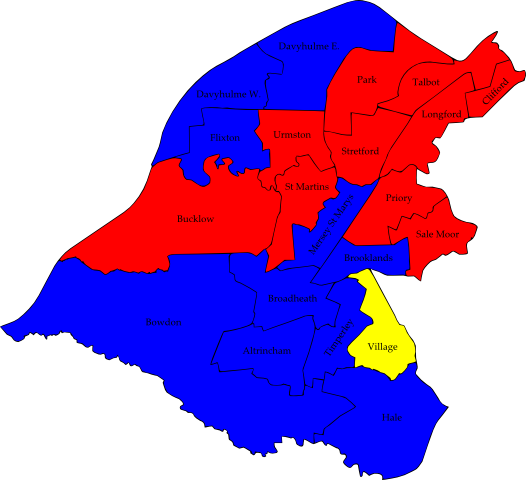 Davyhulme E.
Park
Talbot
Clifford
Davyhulme W.
Longford
Flixton
Urmston
Stretford
St Martins
Priory
Mersey St Marys
Bucklow
Sale Moor
Brooklands
Broadheath
Bowdon
Timperley
Village
Altrincham
Hale